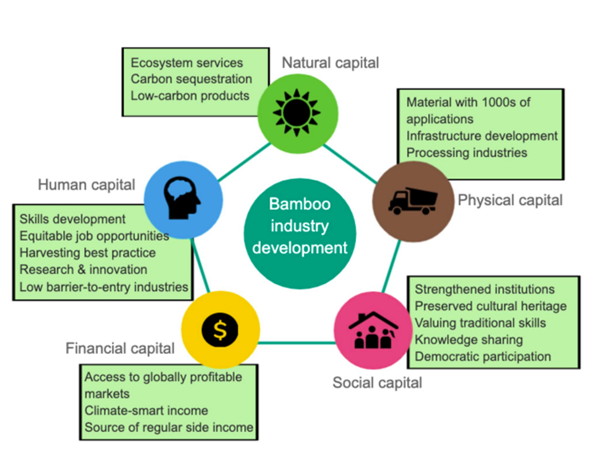 Natural capital
Ecosystem services
Carbon sequestration
Low-carbon products
Material with 1000s of
applications
Infrastructure development
Processing industries
Physical capital
Human capital
Skills development
Equitable job opportunities
Harvesting best practice
Research & innovation
Low barrier-to-entry industries
Bamboo
industry
development
Strengthened institutions
Preserved cultural heritage
Valuing traditional skills
Knowledge sharing
Democratic participation
Social capital
$
Financial capital
Access to globally profitable
markets
Climate-smart income
Source of regular side income